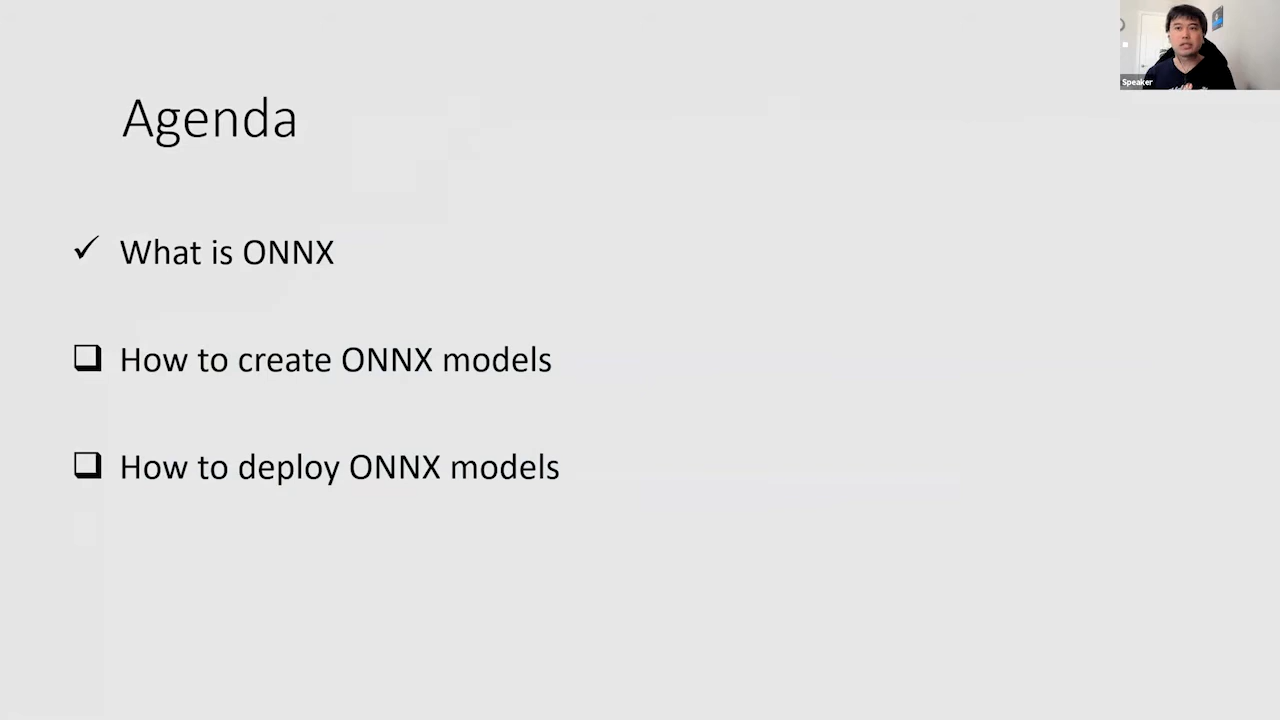 Agenda
What is ONNX
How to create ONNX models
How to deploy ONNX models
Speaker